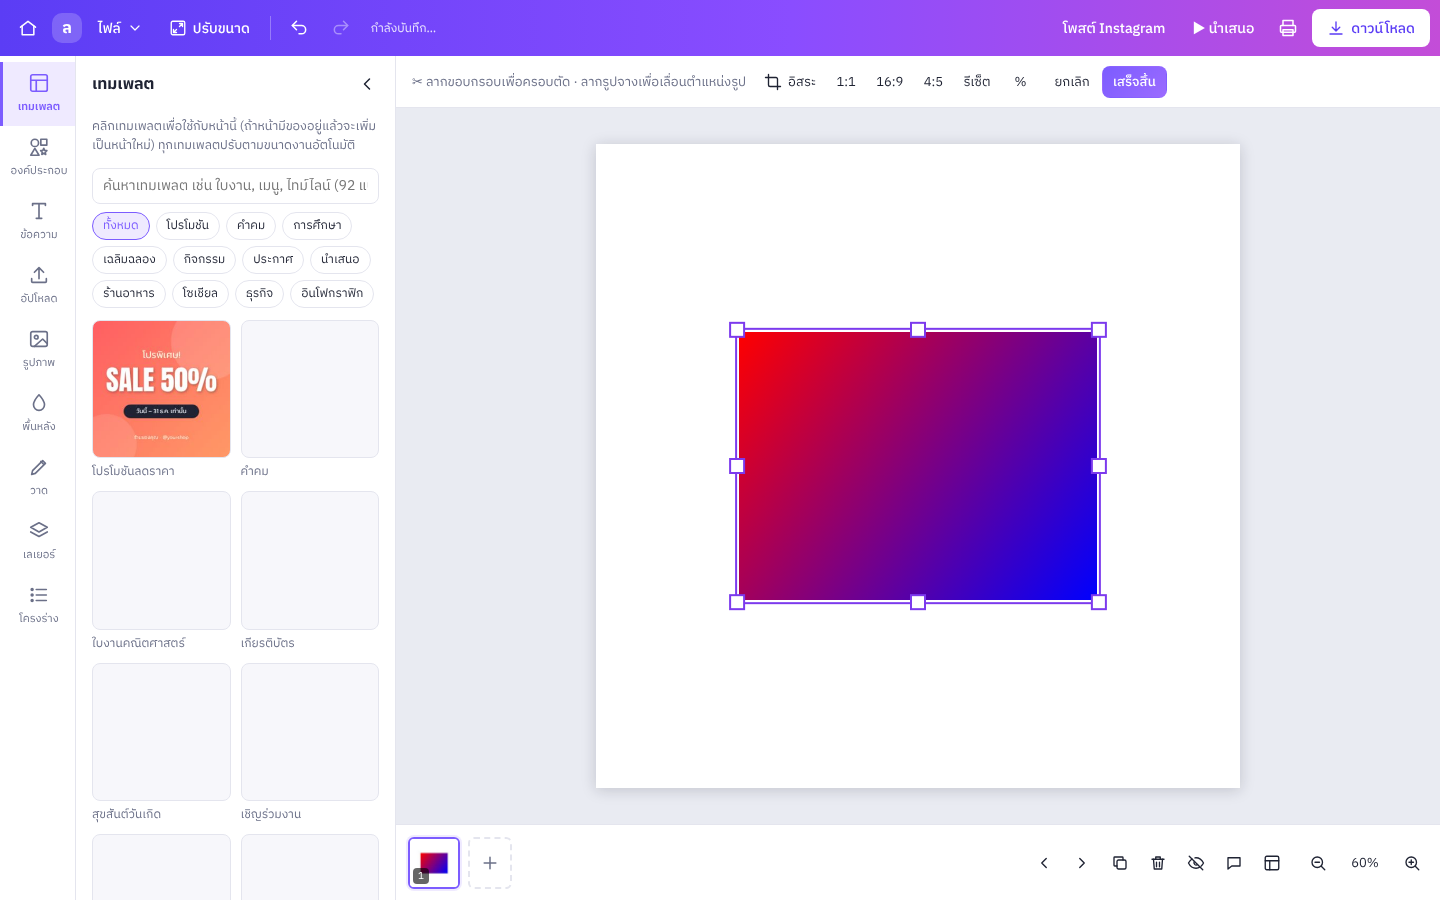 ล ไฟล์ ปรับขนาด กำลังบันทึก... โพสต์ Instagram นำเสนอ ดาวน์โหลด
เทมเพลต
องค์ประกอบ
ข้อความ
อัปโหลด
รูปภาพ
พื้นหลัง
วาด
เลเยอร์
โครงร่าง
เทมเพลต
คลิกเทมเพลตเพื่อใช้กับหน้านี้ (ถ้าหน้ามีของอยู่แล้วจะเพิ่ม
เป็นหน้าใหม่) ทุกเทมเพลตปรับตามขนาดงานอัตโนมัติ
ค้นหาเทมเพลต เช่น ใบงาน, เมนู, ไทม์ไลน์ (92 แ
ทั้งหมด โปรโมชัน คำคม การศึกษา
เฉลิมฉลอง กิจกรรม ประกาศ นำเสนอ
ร้านอาหาร โซเชียล ธุรกิจ อินโฟกราฟิก
โปรพิเศษ!
SALE 50%
วันนี้ – 31 ธ.ค. เท่านั้น
โปรโมชันลดราคา คำคม
ใบงานคณิตศาสตร์ เกียรติบัตร
สุขสันต์วันเกิด เชิญร่วมงาน
✂ ลากขอบกรอบเพื่อครอบตัด · ลากรูปจางเพื่อเลื่อนตำแหน่งรูป อิสระ 1:1 16:9 4:5 รีเซ็ต % ยกเลิก เสร็จสิ้น
1
60%